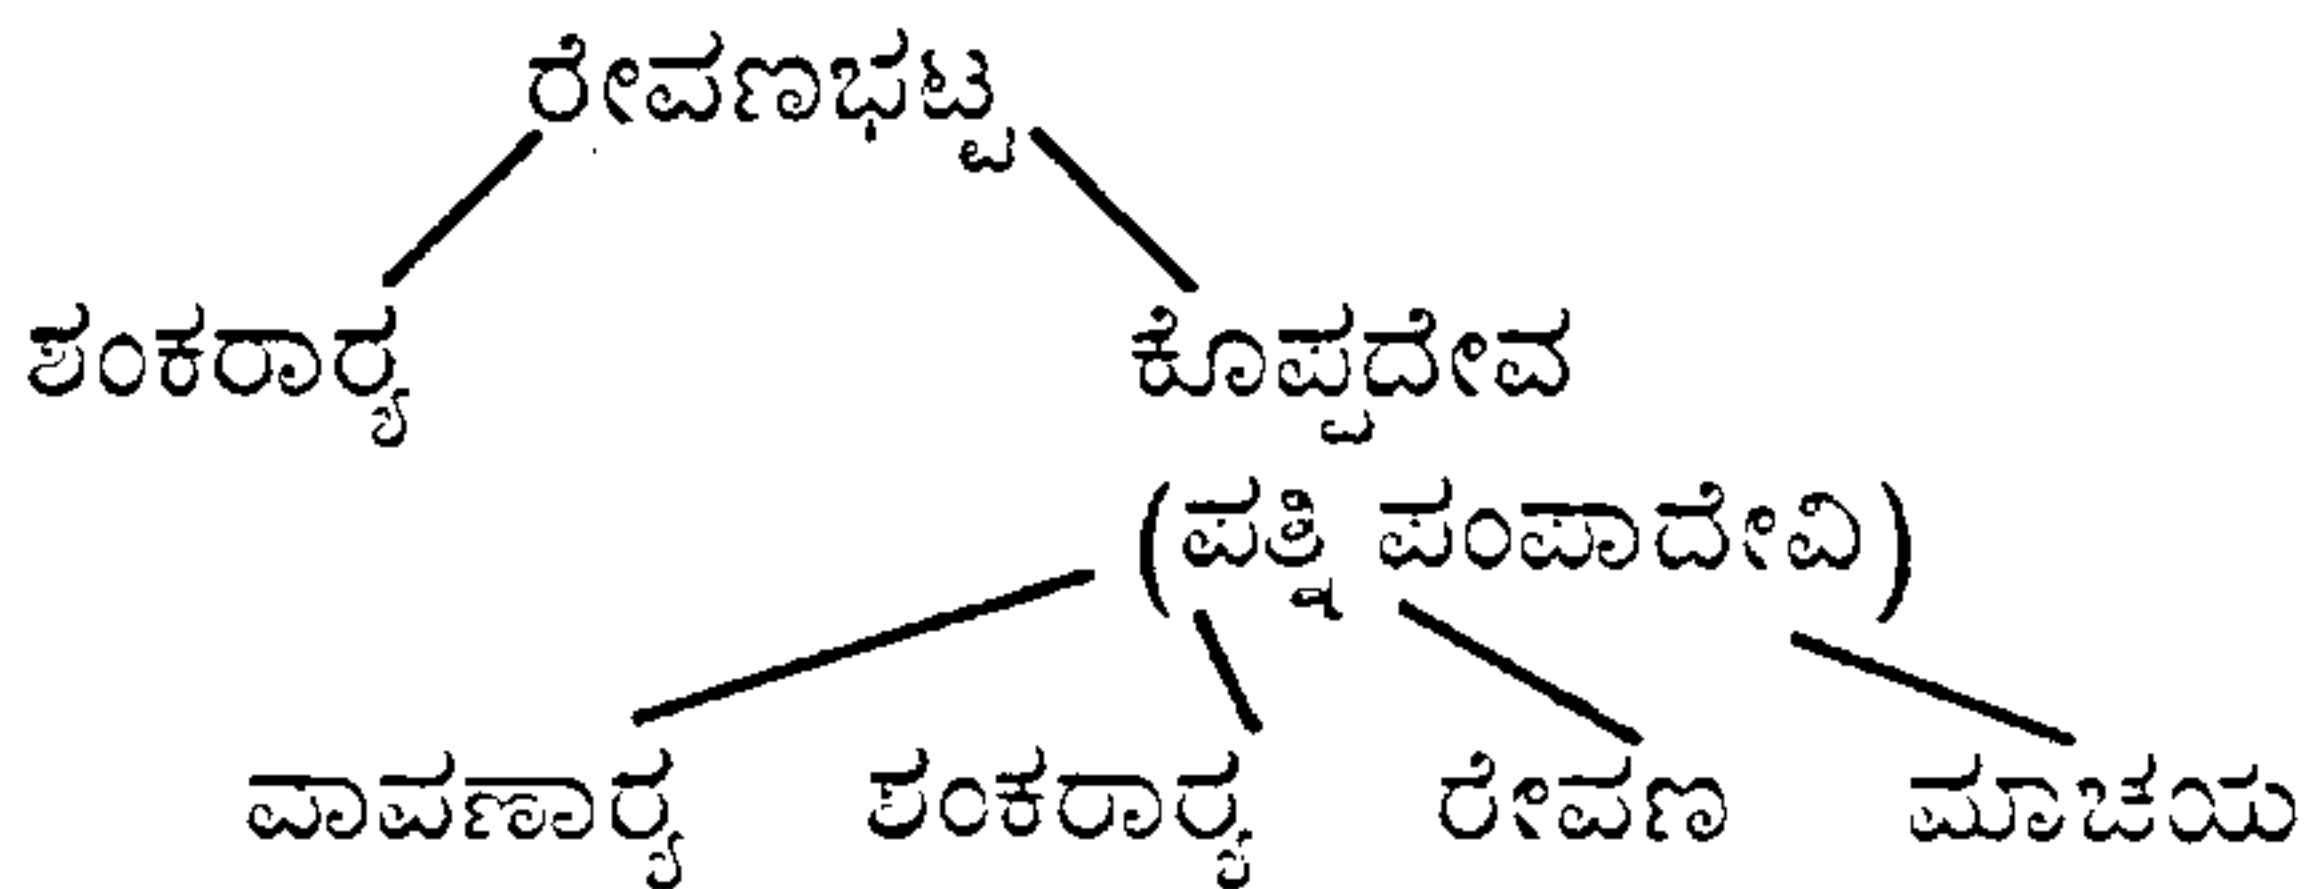 ರೇವಣಭಟ್ಟ
ಶಂಕರಾರ‍್ಯ ಕೊಪ್ಪದೇವ
(ಪತ್ನಿ ಪಂಪಾದೇವಿ)
ಪಾಪಣಾರ‍್ಯ ಶಂಕರಾರ‍್ಯ ರೇವಣ ಮಾಚಯ